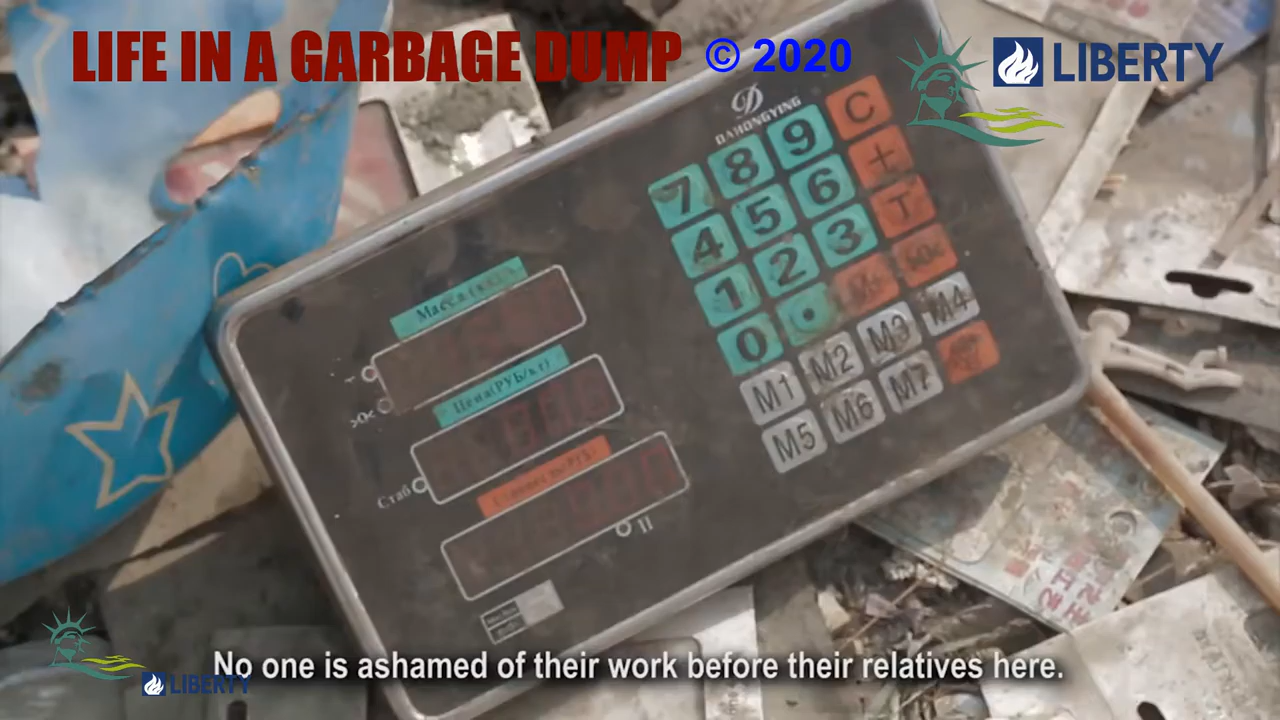 LIFE IN A GARBAGE DUMP © 2020
LIBERTY
D
DAHONGYING
7 8 9 C
4 5 6 +
1 2 3 T
0 .
M1 M2 M3 M4
M5 M6 M7
Масса
>0<
Цена(РУБ/кг)
Стаб
No one is ashamed of their work before their relatives here.
LIBERTY